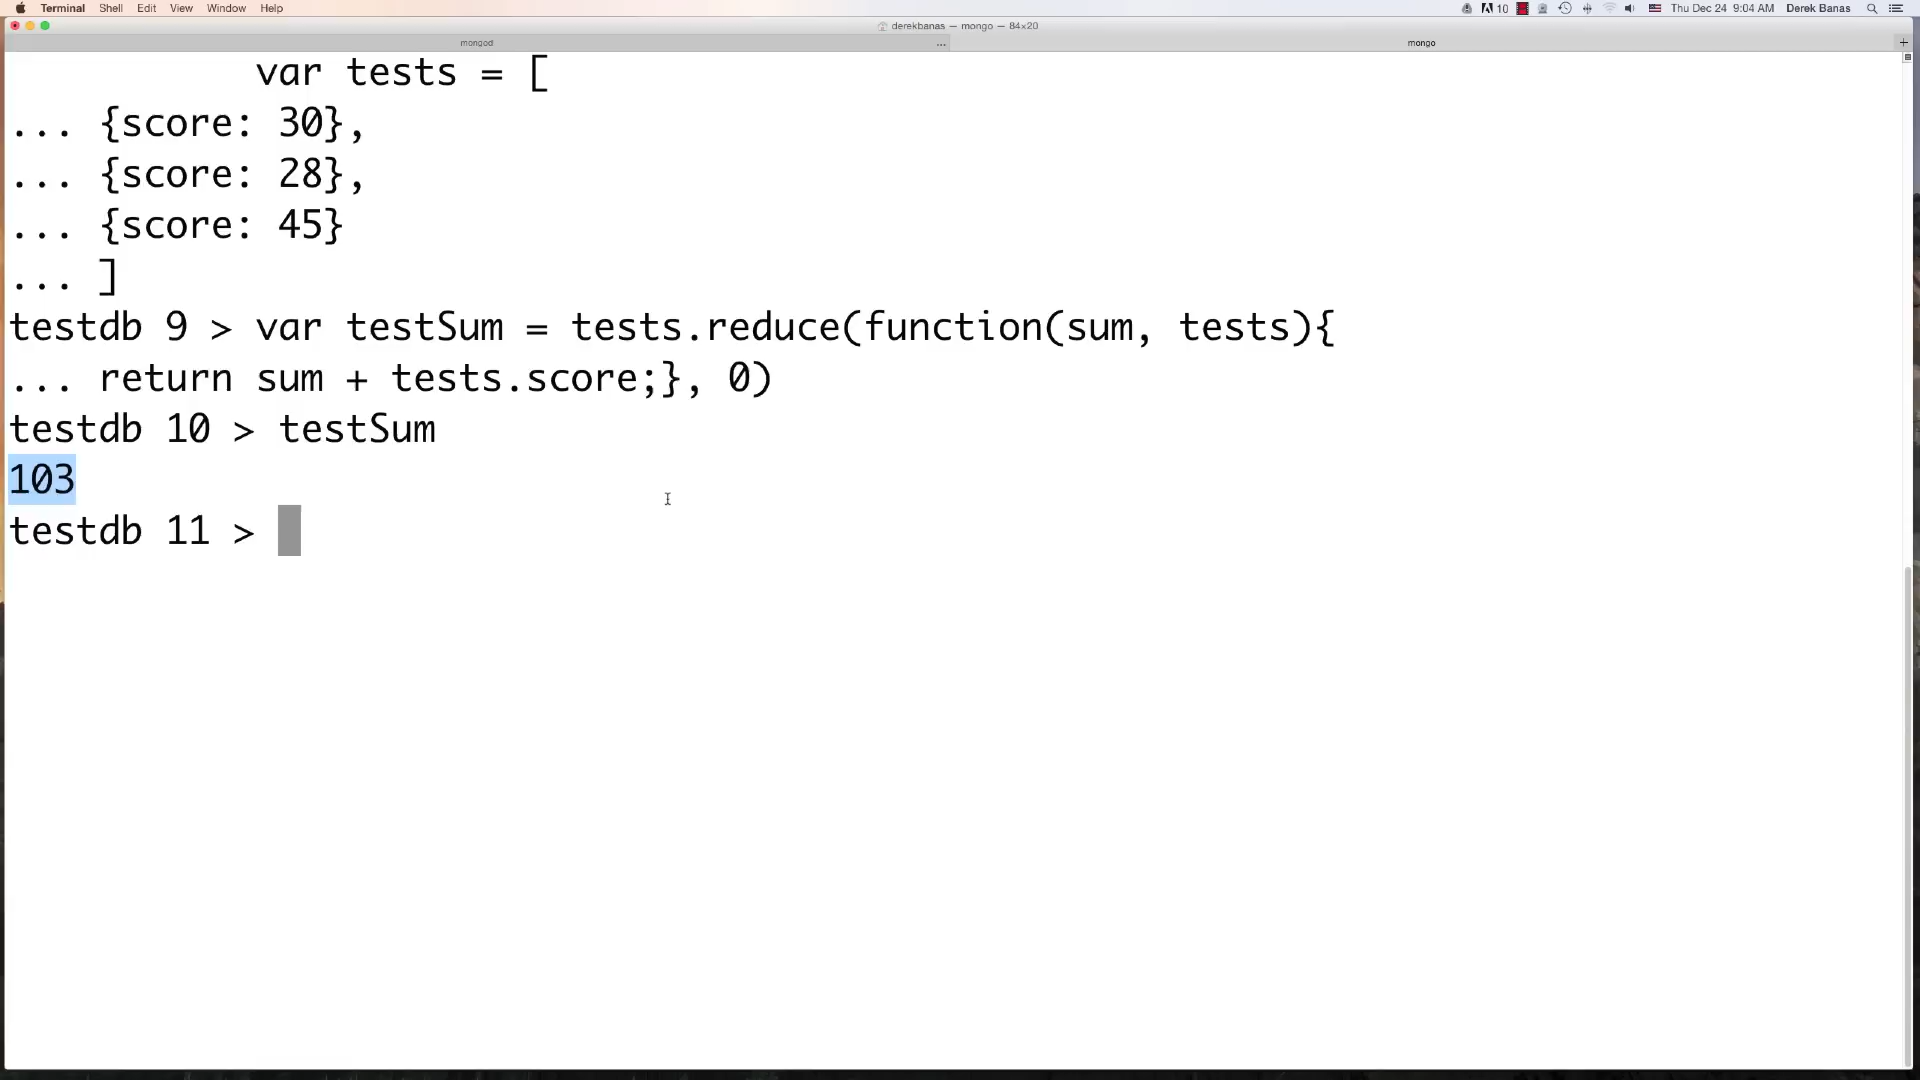 Terminal Shell Edit View Window Help 10 Thu Dec 24 9:04 AM Derek Banas
derekbanas — mongo — 84×20
mongod ... mongo +
var tests = [
... {score: 30},
... {score: 28},
... {score: 45}
... ]
testdb 9 > var testSum = tests.reduce(function(sum, tests){
... return sum + tests.score;}, 0)
testdb 10 > testSum
103
testdb 11 >